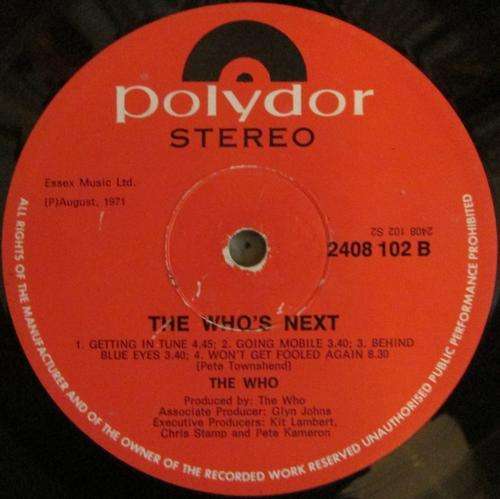 polydor
STEREO
Essex Music Ltd.
(P)August, 1971
2408 102 S2
2408 102 B
THE WHO'S NEXT
1. GETTING IN TUNE 4.45; 2. GOING MOBILE 3.40; 3. BEHIND
BLUE EYES 3.40; 4. WON'T GET FOOLED AGAIN 8.30
(Pete Townshend)
THE WHO
Produced by: The Who
Associate Producer: Glyn Johns
Executive Producers: Kit Lambert,
Chris Stamp and Pete Kameron
ALL RIGHTS OF THE MANUFACTURER AND OF THE OWNER OF THE RECORDED WORK RESERVED UNAUTHORISED PUBLIC PERFORMANCE PROHIBITED